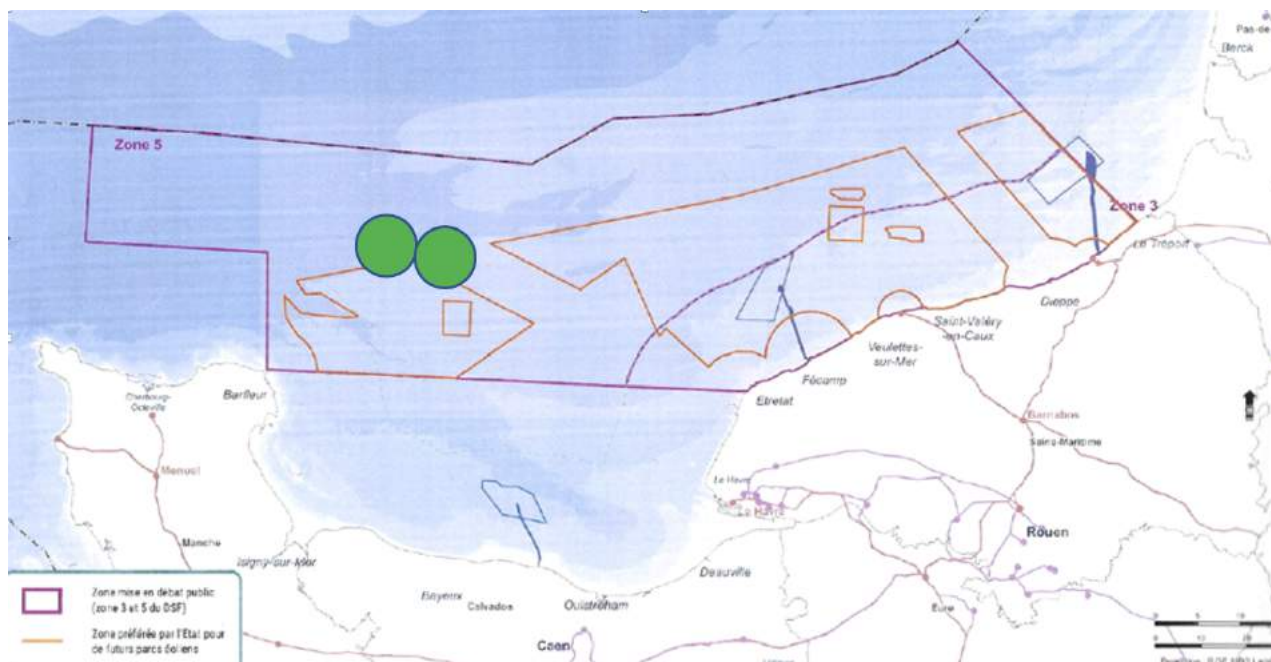 Pas-de-
Berck
Zone 5
Zone 3
Le Tréport
Dieppe
Saint-Valéry
-en-Caux
Veulettes-
sur-Mer
Fécamp
Etretat
Barfleur
Cherbourg-
Octeville
Menuel
Manche
Barnabos
Seine-Maritime
Le Havre
Le Havre
Rouen
Isigny-sur-Mer
Deauville
Bayeux
Calvados
Ouistreham
Eure
Caen
Zone mise en débat public
(zone 3 et 5 du DSF)
Zone préférée par l'Etat pour
de futurs parcs éoliens